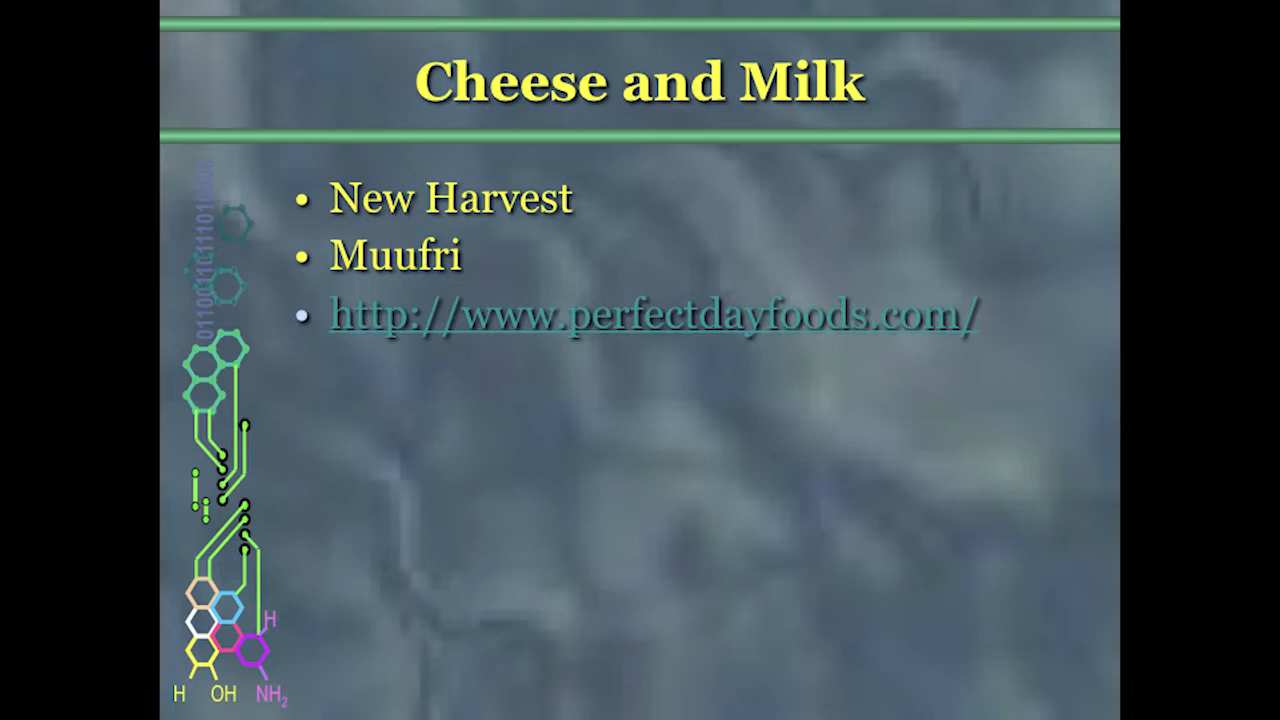 Cheese and Milk
• New Harvest
• Muufri
• http://www.perfectdayfoods.com/
H
H
OH
NH2